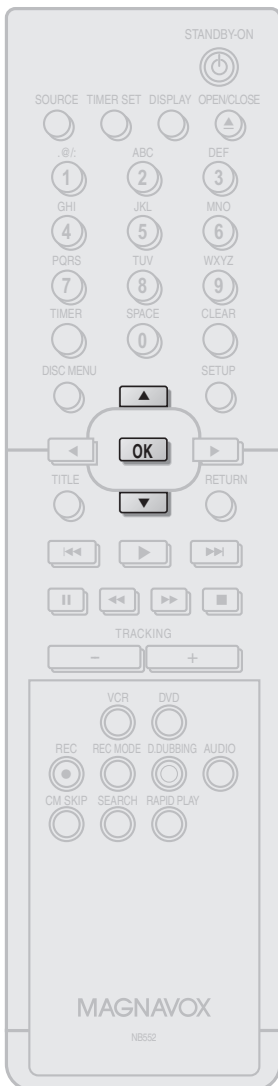 STANDBY-ON
SOURCE TIMER SET DISPLAY OPEN/CLOSE
.@/: ABC DEF
1 2 3
GHI JKL MNO
4 5 6
PQRS TUV WXYZ
7 8 9
TIMER SPACE CLEAR
0
DISC MENU SETUP
OK
TITLE RETURN
TRACKING
– +
VCR DVD
REC REC MODE D.DUBBING AUDIO
CM SKIP SEARCH RAPID PLAY
MAGNAVOX
NB552